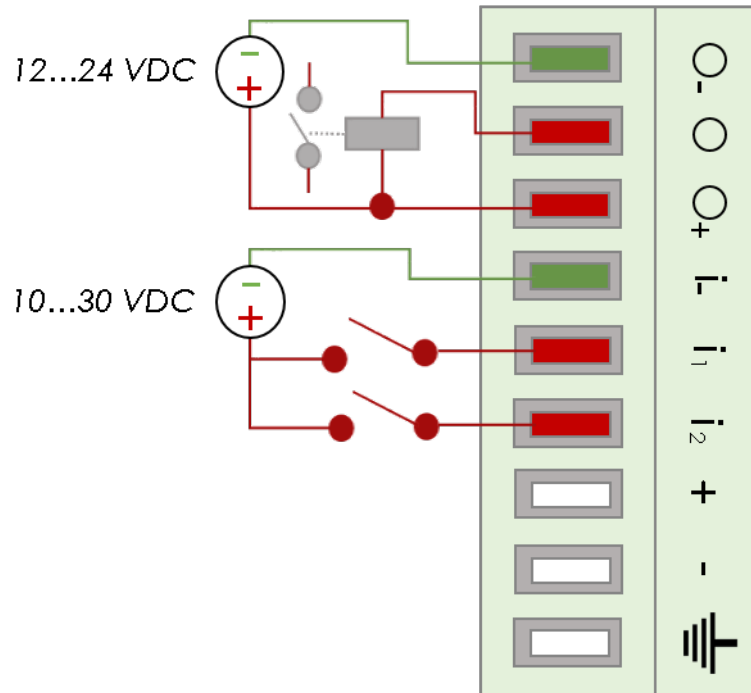 12...24 VDC
O-
O
O+
i-
10...30 VDC
i1
i2
+
-